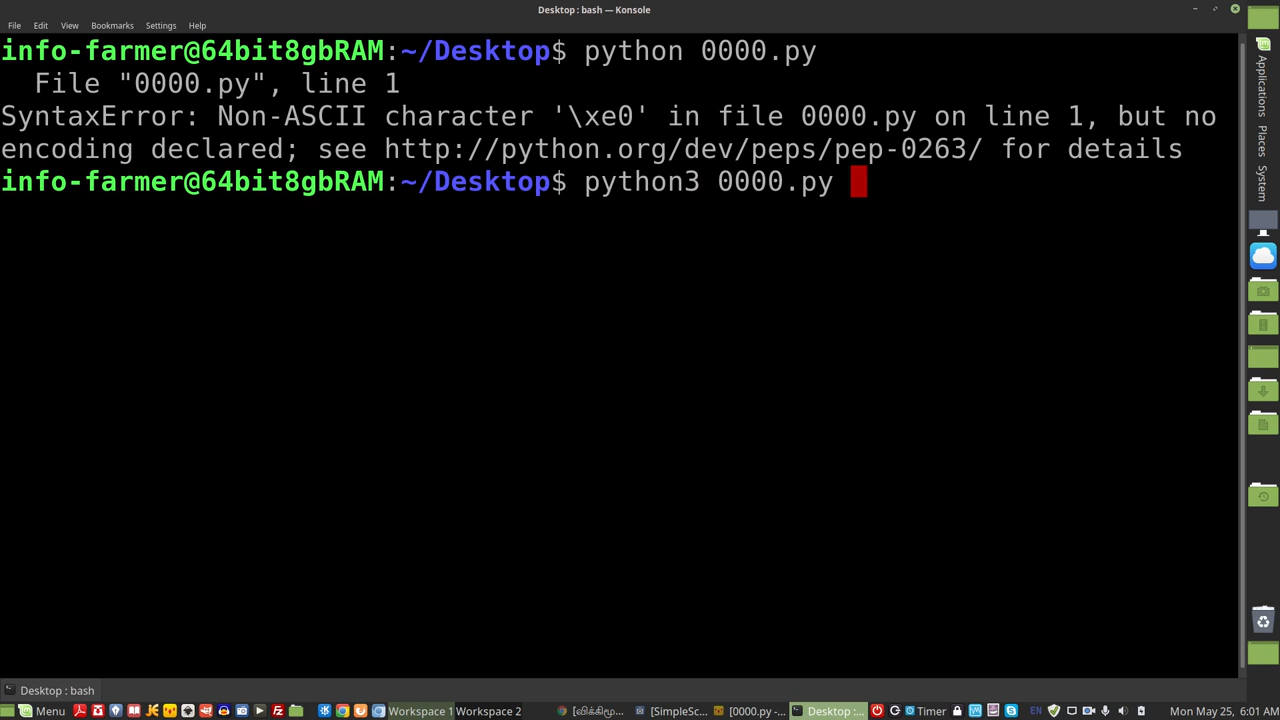 Desktop : bash — Konsole
File Edit View Bookmarks Settings Help
info-farmer@64bit8gbRAM:~/Desktop$ python 0000.py
File "0000.py", line 1
SyntaxError: Non-ASCII character '\xe0' in file 0000.py on line 1, but no
encoding declared; see http://python.org/dev/peps/pep-0263/ for details
info-farmer@64bit8gbRAM:~/Desktop$ python3 0000.py
Applications
Places
System
Desktop : bash
Menu Workspace 1 Workspace 2 [விக்கிமூ... [SimpleSc... [0000.py -... Desktop :... Timer EN Mon May 25, 6:01 AM